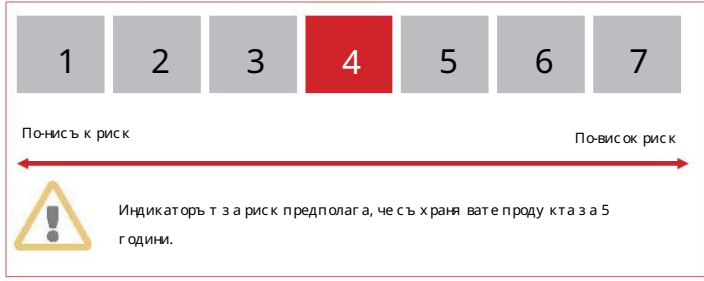 1 2 3 4 5 6 7
По-нисък риск
По-висок риск
Индикаторът за риск предполага, че съхранявате продукта за 5
години.